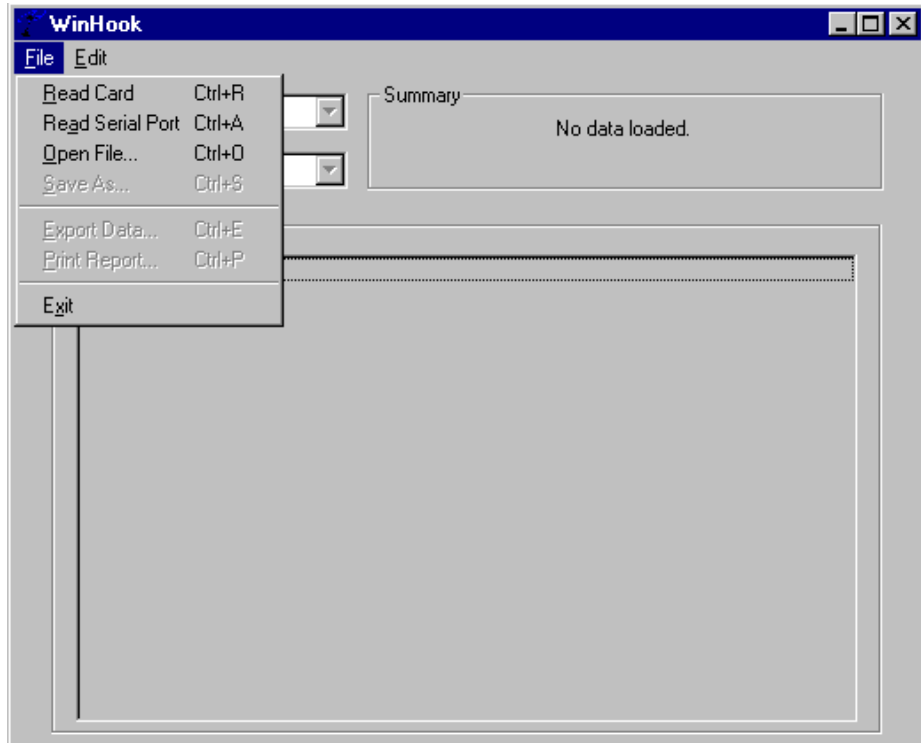 WinHook
File Edit
Read Card Ctrl+R
Read Serial Port Ctrl+A
Open File... Ctrl+O
Save As... Ctrl+S
Export Data... Ctrl+E
Print Report... Ctrl+P
Exit
Summary
No data loaded.